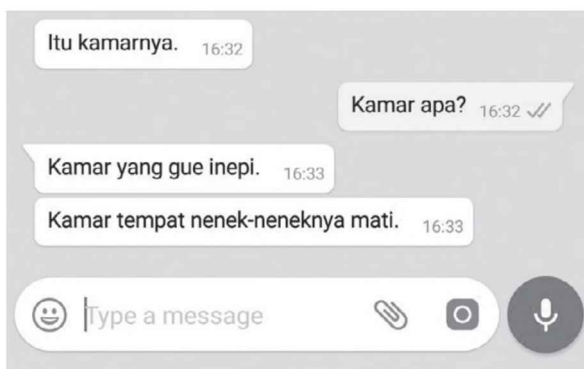 Itu kamarnya. 16:32
Kamar apa? 16:32
Kamar yang gue inepi. 16:33
Kamar tempat nenek-neneknya mati. 16:33
Type a message